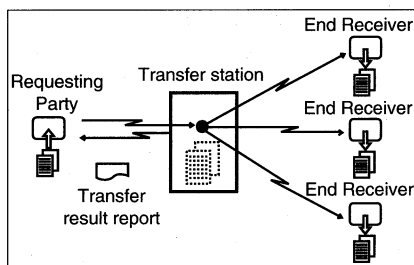 End Receiver
Transfer station
Requesting
Party
End Receiver
Transfer
result report
End Receiver